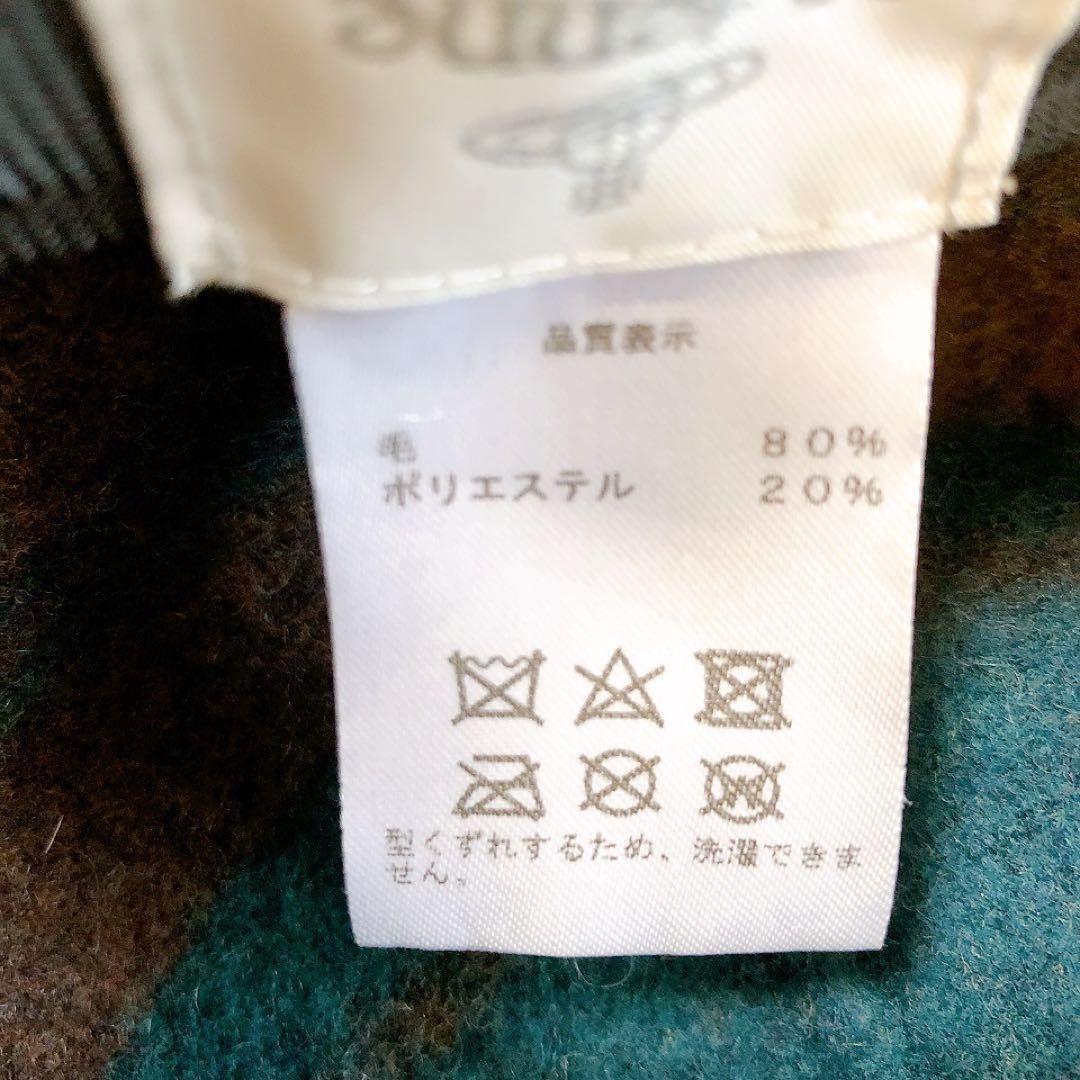 品質表示
毛 80%
ポリエステル 20%
型くずれするため、洗濯できま
せん。